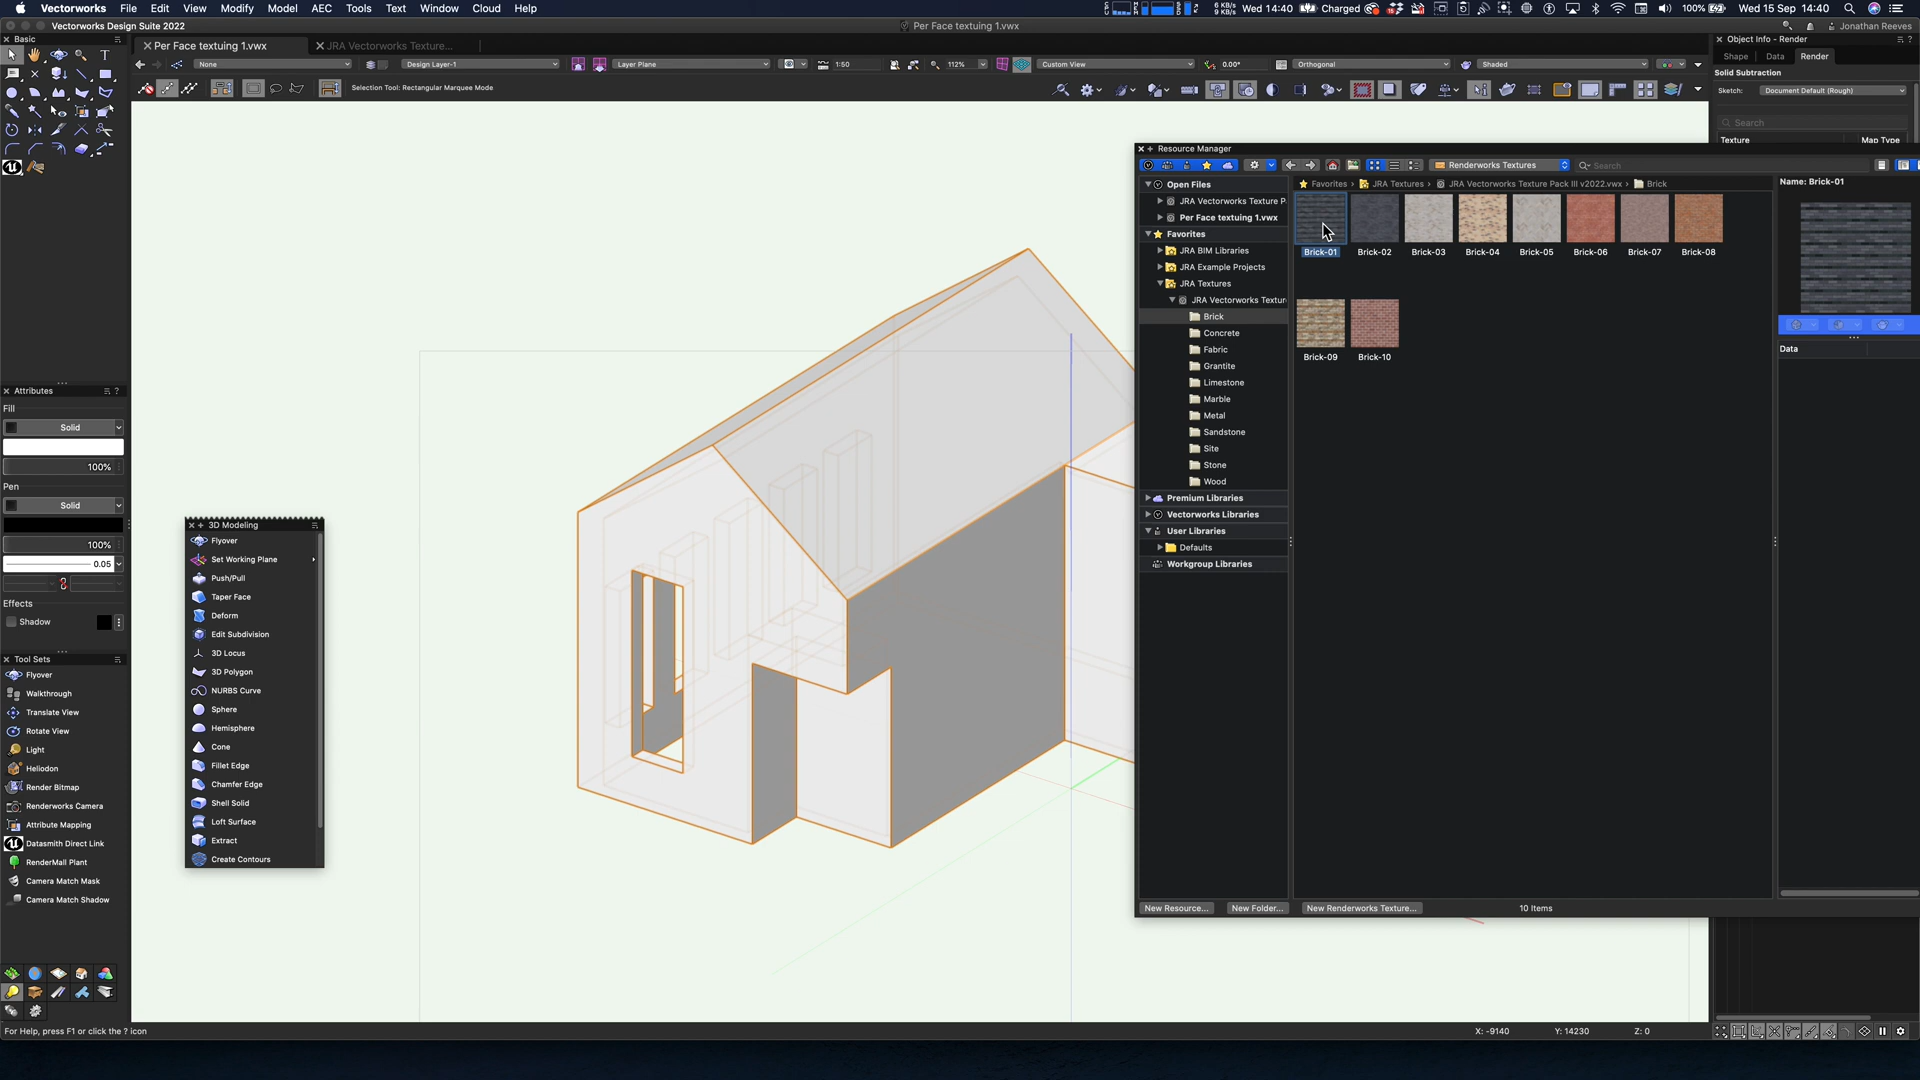 Vectorworks File Edit View Modify Model AEC Tools Text Window Cloud Help
6 KB/s
9 KB/s
Wed 14:40 Charged
100%
Wed 15 Sep 14:40
Vectorworks Design Suite 2022
Per Face textuing 1.vwx
Jonathan Reeves
Basic
Per Face textuing 1.vwx
JRA Vectorworks Texture...
None
Design Layer-1
Layer Plane
1:50
112%
Custom View
0.00°
Orthogonal
Shaded
Selection Tool: Rectangular Marquee Mode
Object Info - Render
Shape Data Render
Solid Subtraction
Sketch: Document Default (Rough)
Search
Texture Map Type
Resource Manager
Renderworks Textures
Search
Open Files
JRA Vectorworks Texture P
Per Face textuing 1.vwx
Favorites
JRA BIM Libraries
JRA Example Projects
JRA Textures
JRA Vectorworks Textur
Brick
Concrete
Fabric
Grantite
Limestone
Marble
Metal
Sandstone
Site
Stone
Wood
Premium Libraries
Vectorworks Libraries
User Libraries
Defaults
Workgroup Libraries
Favorites › JRA Textures › JRA Vectorworks Texture Pack III v2022.vwx › Brick
Brick-01 Brick-02 Brick-03 Brick-04 Brick-05 Brick-06 Brick-07 Brick-08
Brick-09 Brick-10
Name: Brick-01
Data
New Resource... New Folder... New Renderworks Texture... 10 Items
Attributes
Fill
Solid
100%
Pen
Solid
100%
0.05
Effects
Shadow
Tool Sets
Flyover
Walkthrough
Translate View
Rotate View
Light
Heliodon
Render Bitmap
Renderworks Camera
Attribute Mapping
Datasmith Direct Link
RenderMall Plant
Camera Match Mask
Camera Match Shadow
3D Modeling
Flyover
Set Working Plane
Push/Pull
Taper Face
Deform
Edit Subdivision
3D Locus
3D Polygon
NURBS Curve
Sphere
Hemisphere
Cone
Fillet Edge
Chamfer Edge
Shell Solid
Loft Surface
Extract
Create Contours
For Help, press F1 or click the ? icon
X: -9140 Y: 14230 Z: 0